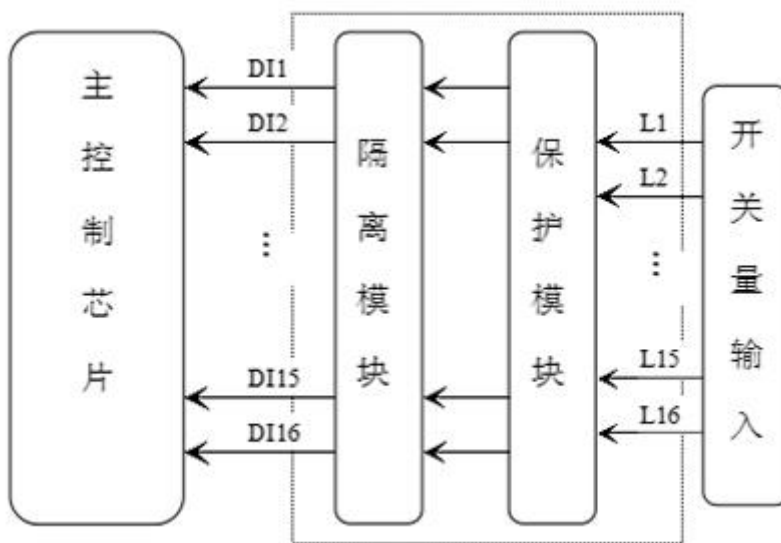 主控制芯片
DI1
DI2
...
DI15
DI16
隔离模块
保护模块
L1
L2
...
L15
L16
开关量输入